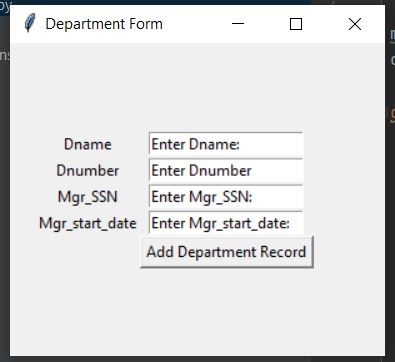 Department Form
Dname Enter Dname:
Dnumber Enter Dnumber
Mgr_SSN Enter Mgr_SSN:
Mgr_start_date Enter Mgr_start_date:
Add Department Record